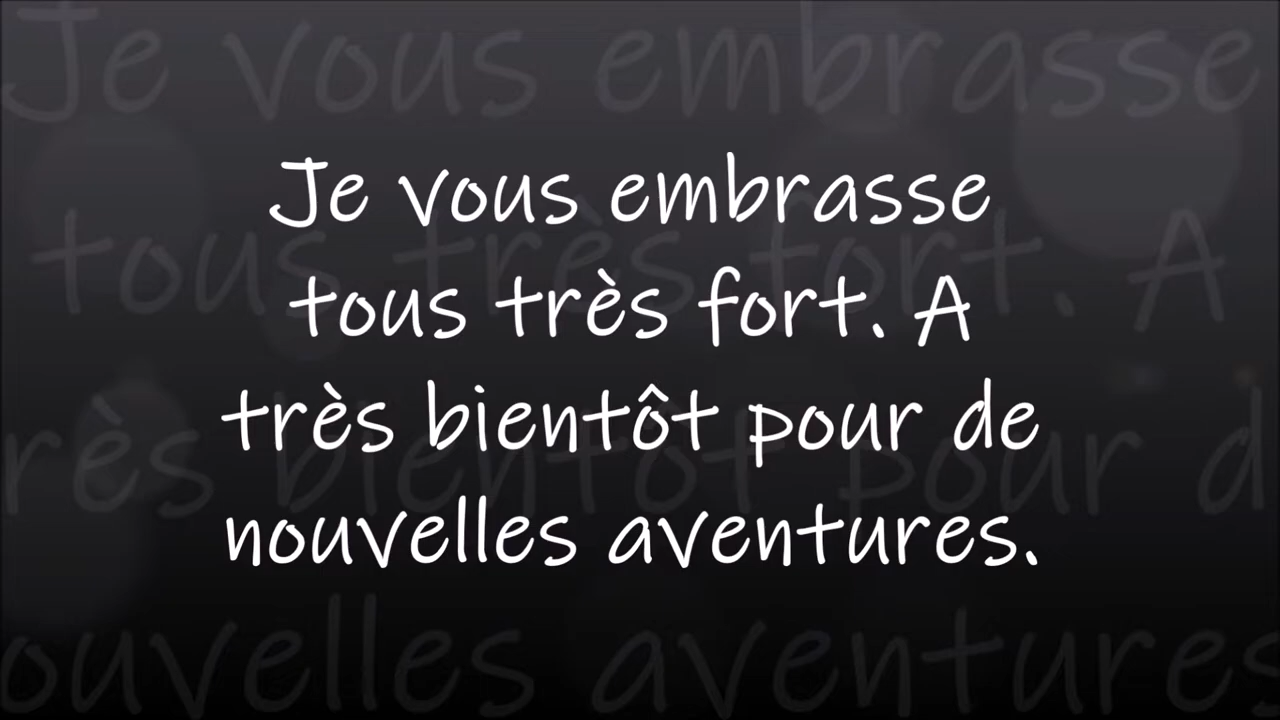 Je vous embrasse
tous très fort. A
très bientôt pour de
nouvelles aventures.